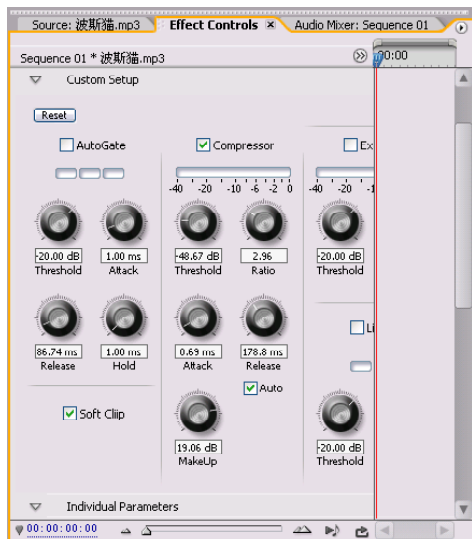 Source: 波斯猫.mp3 Effect Controls Audio Mixer: Sequence 01
Sequence 01 * 波斯猫.mp3 00:00
Custom Setup
Reset
AutoGate Compressor Ex
-40 -20 -10 -6 -2 0 -40 -20 -1
-20.00 dB 1.00 ms -48.67 dB 2.96 -20.00 dB
Threshold Attack Threshold Ratio Threshold
Li
86.74 ms 1.00 ms 0.69 ms 178.8 ms
Release Hold Attack Release
Auto
Soft Cliip
19.06 dB -20.00 dB
MakeUp Threshold
Individual Parameters
00:00:00:00